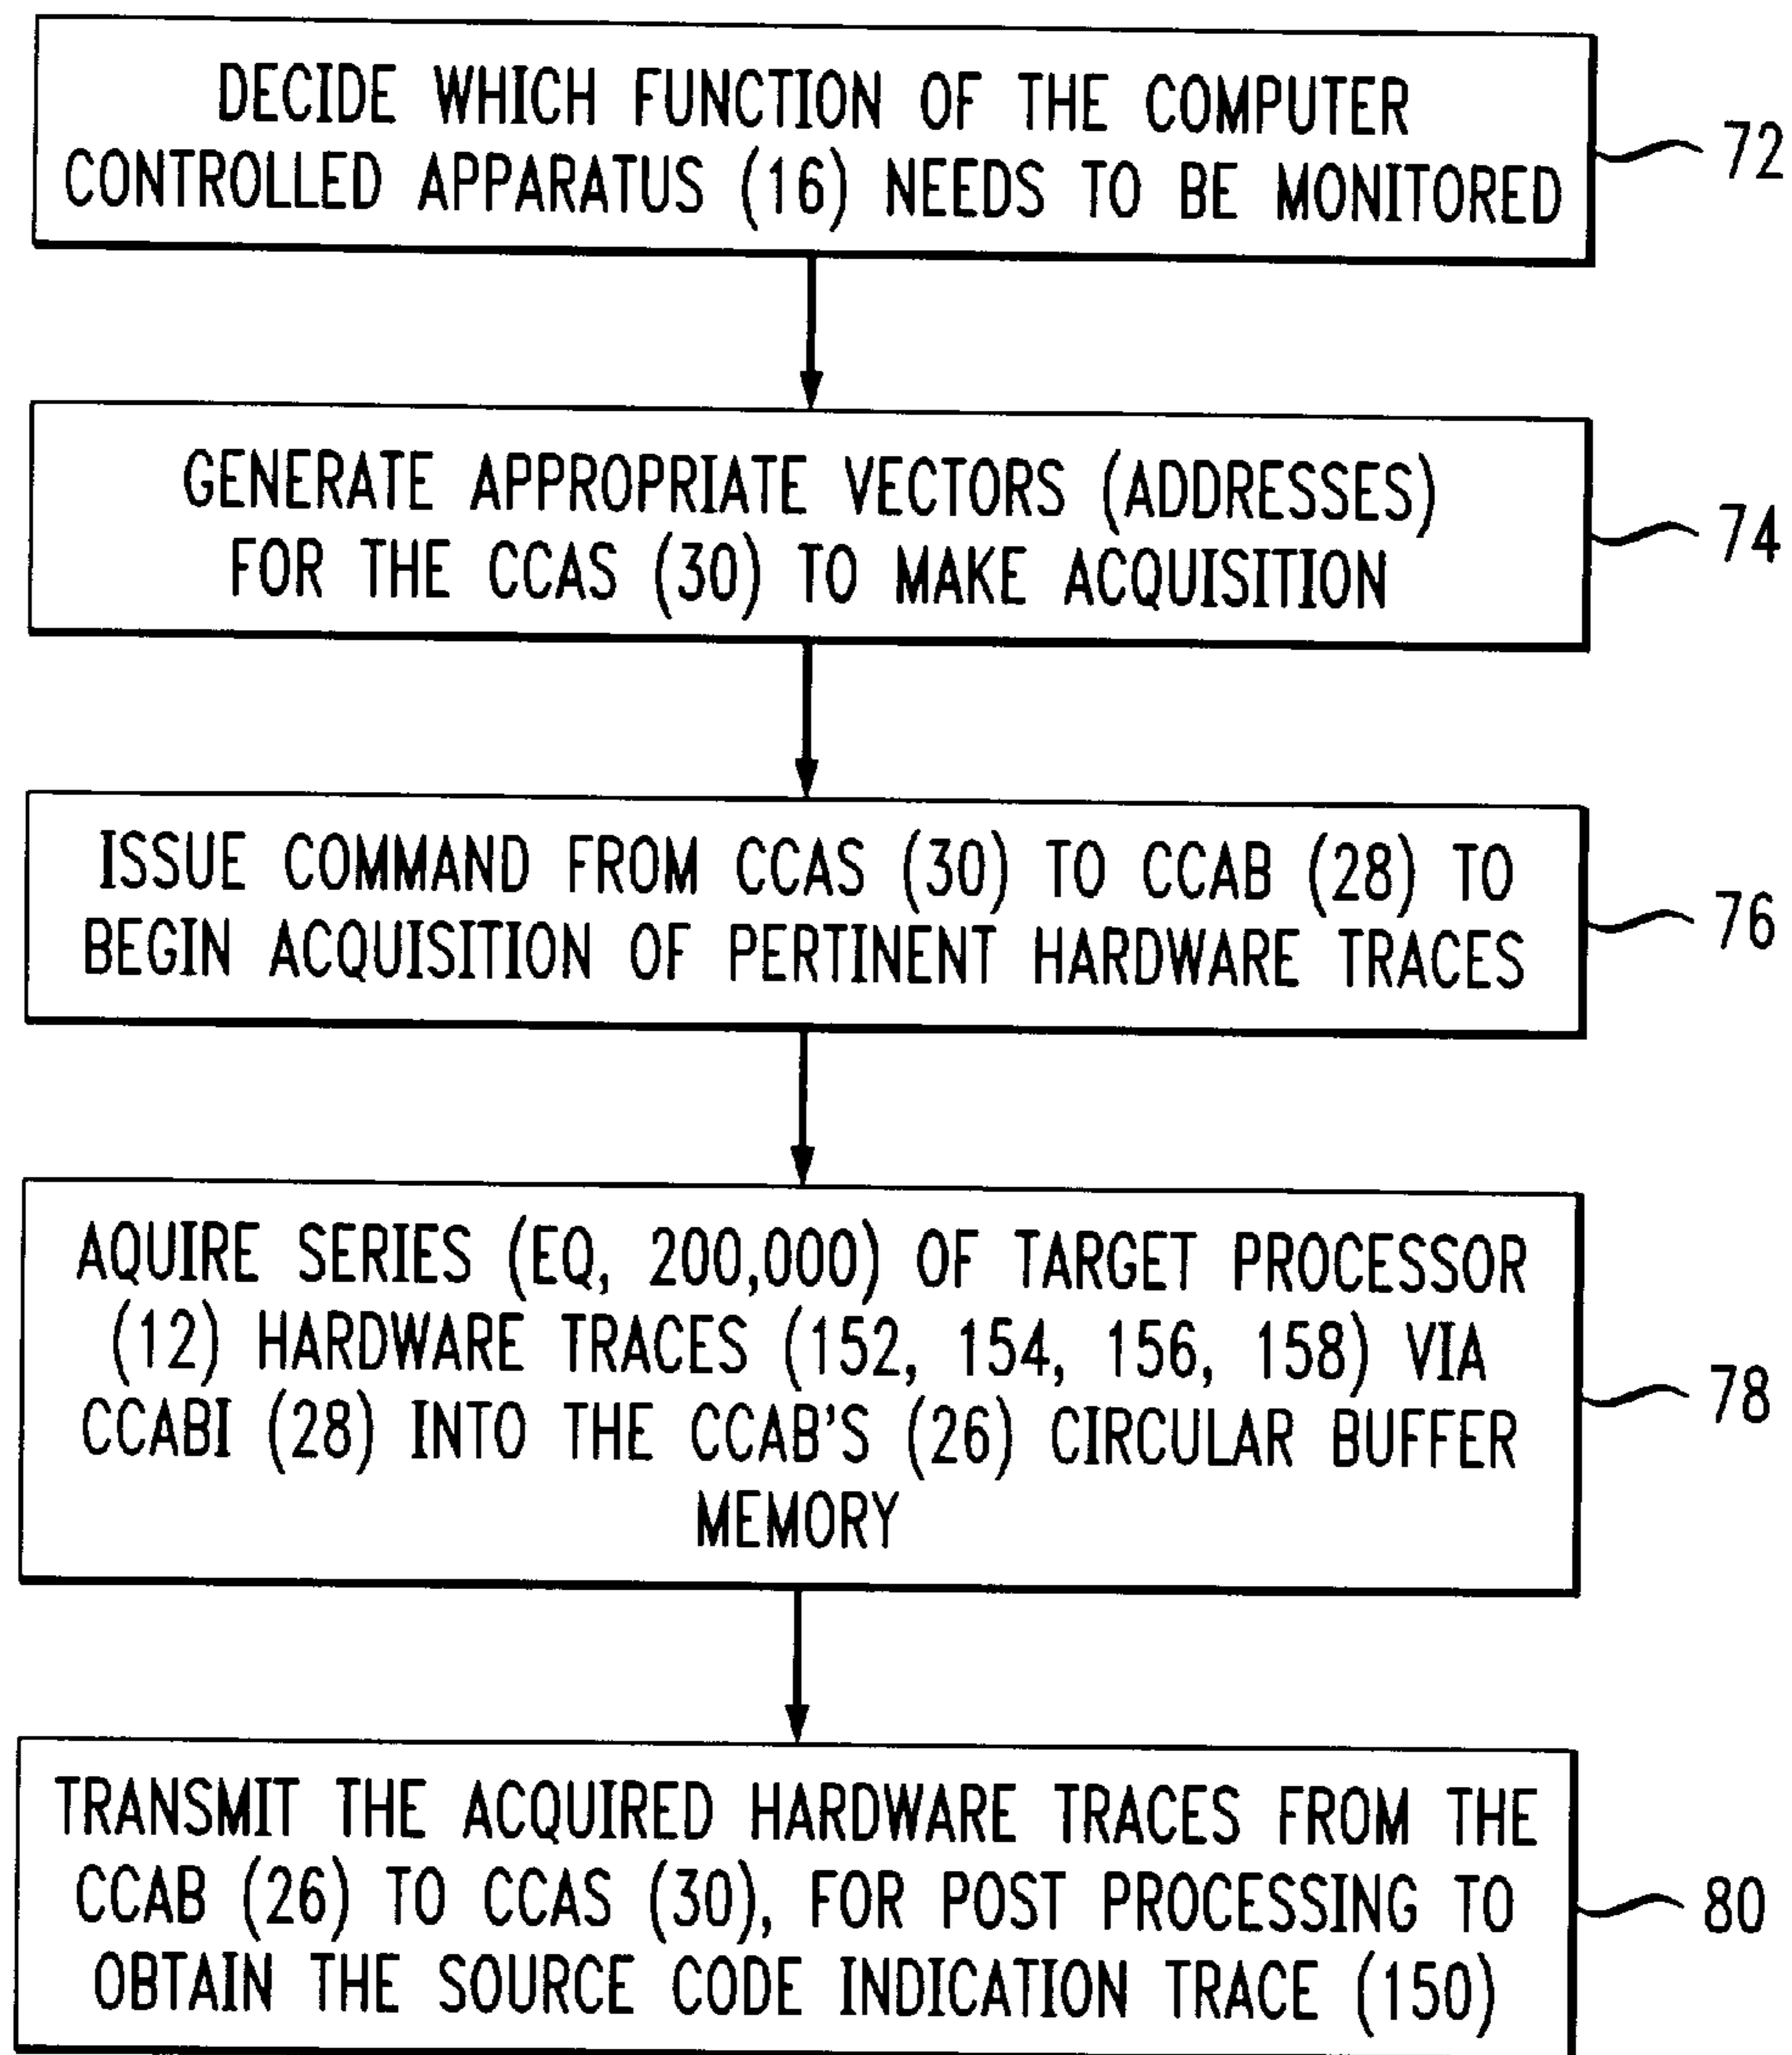 DECIDE WHICH FUNCTION OF THE COMPUTER
CONTROLLED APPARATUS (16) NEEDS TO BE MONITORED
72
GENERATE APPROPRIATE VECTORS (ADDRESSES)
FOR THE CCAS (30) TO MAKE ACQUISITION
74
ISSUE COMMAND FROM CCAS (30) TO CCAB (28) TO
BEGIN ACQUISITION OF PERTINENT HARDWARE TRACES
76
AQUIRE SERIES (EQ, 200,000) OF TARGET PROCESSOR
(12) HARDWARE TRACES (152, 154, 156, 158) VIA
CCABI (28) INTO THE CCAB'S (26) CIRCULAR BUFFER
MEMORY
78
TRANSMIT THE ACQUIRED HARDWARE TRACES FROM THE
CCAB (26) TO CCAS (30), FOR POST PROCESSING TO
OBTAIN THE SOURCE CODE INDICATION TRACE (150)
80